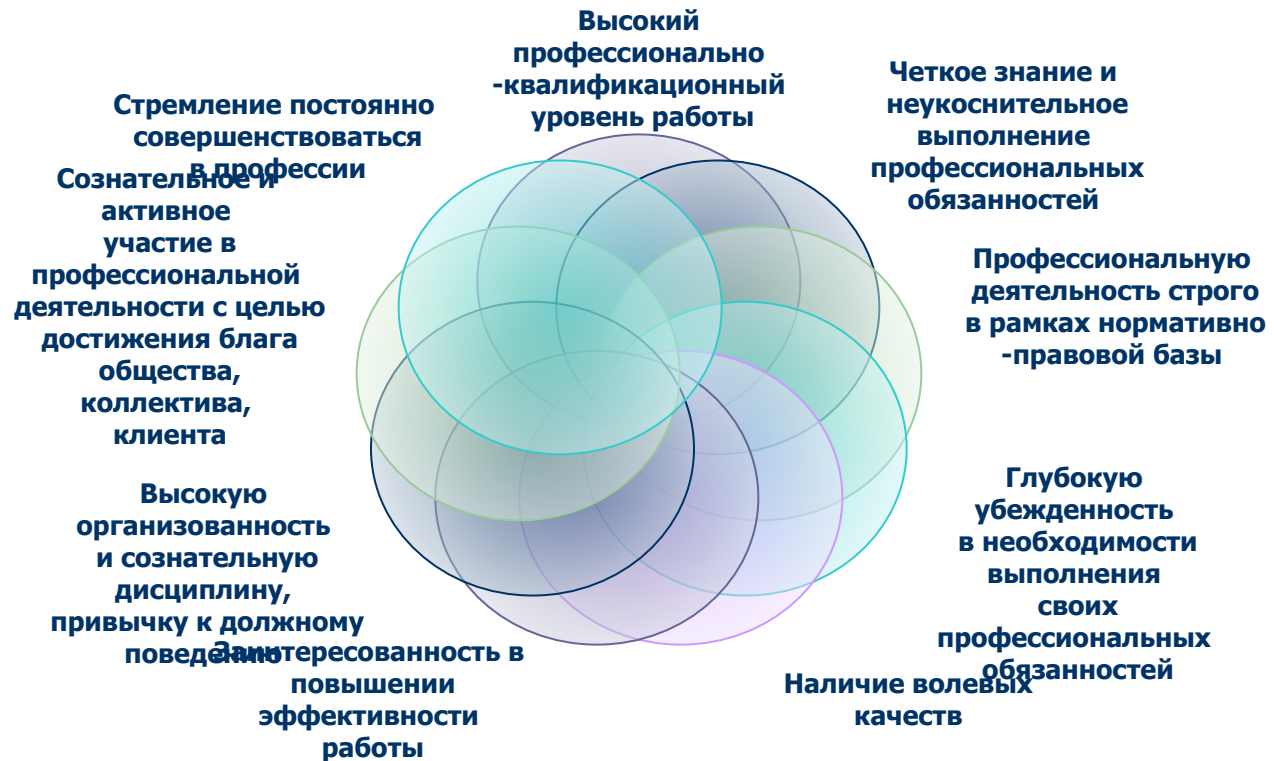 Высокий
профессионально
-квалификационный
уровень работы
Четкое знание и
неукоснительное
выполнение
профессиональных
обязанностей
Профессиональную
деятельность строго
в рамках нормативно
-правовой базы
Глубокую
убежденность
в необходимости
выполнения
своих
профессиональных
обязанностей
Наличие волевых
качеств
Заинтересованность в
повышении
эффективности
работы
Высокую
организованность
и сознательную
дисциплину,
привычку к должному
поведению
Сознательное и
активное
участие в
профессиональной
деятельности с целью
достижения блага
общества,
коллектива,
клиента
Стремление постоянно
совершенствоваться
в профессии